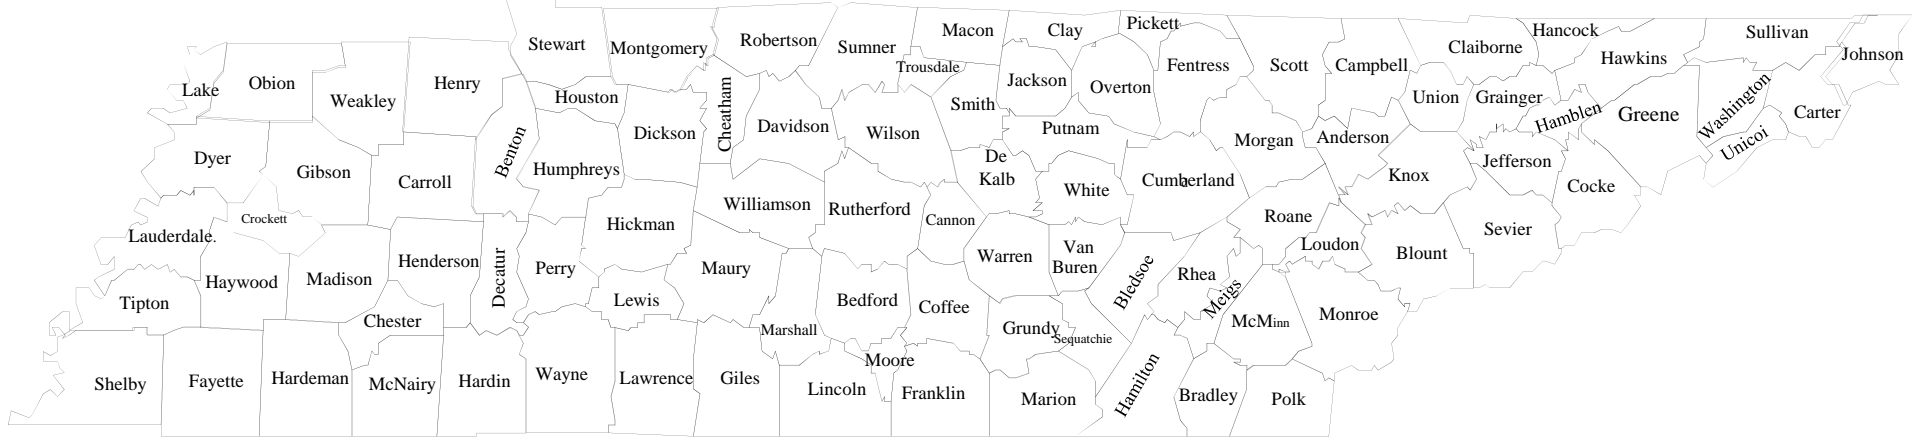 Stewart
Montgomery
Robertson
Sumner
Macon
Clay
Pickett
Trousdale
Hancock
Claiborne
Hawkins
Sullivan
Johnson
Lake
Obion
Weakley
Henry
Houston
Dickson
Cheatham
Davidson
Wilson
Smith
Jackson
Overton
Fentress
Scott
Campbell
Union
Grainger
Hamblen
Greene
Washington
Unicoi
Carter
Dyer
Gibson
Carroll
Benton
Humphreys
Putnam
De
Kalb
White
Cumberland
Morgan
Anderson
Knox
Jefferson
Cocke
Crockett
Lauderdale.
Haywood
Madison
Henderson
Decatur
Perry
Hickman
Williamson
Rutherford
Cannon
Warren
Van
Buren
Bledsoe
Rhea
Meigs
Roane
Loudon
Blount
Sevier
Tipton
Chester
Lewis
Maury
Marshall
Bedford
Coffee
Grundy
Sequatchie
McMinn
Monroe
Shelby
Fayette
Hardeman
McNairy
Hardin
Wayne
Lawrence
Giles
Lincoln
Moore
Franklin
Marion
Hamilton
Bradley
Polk